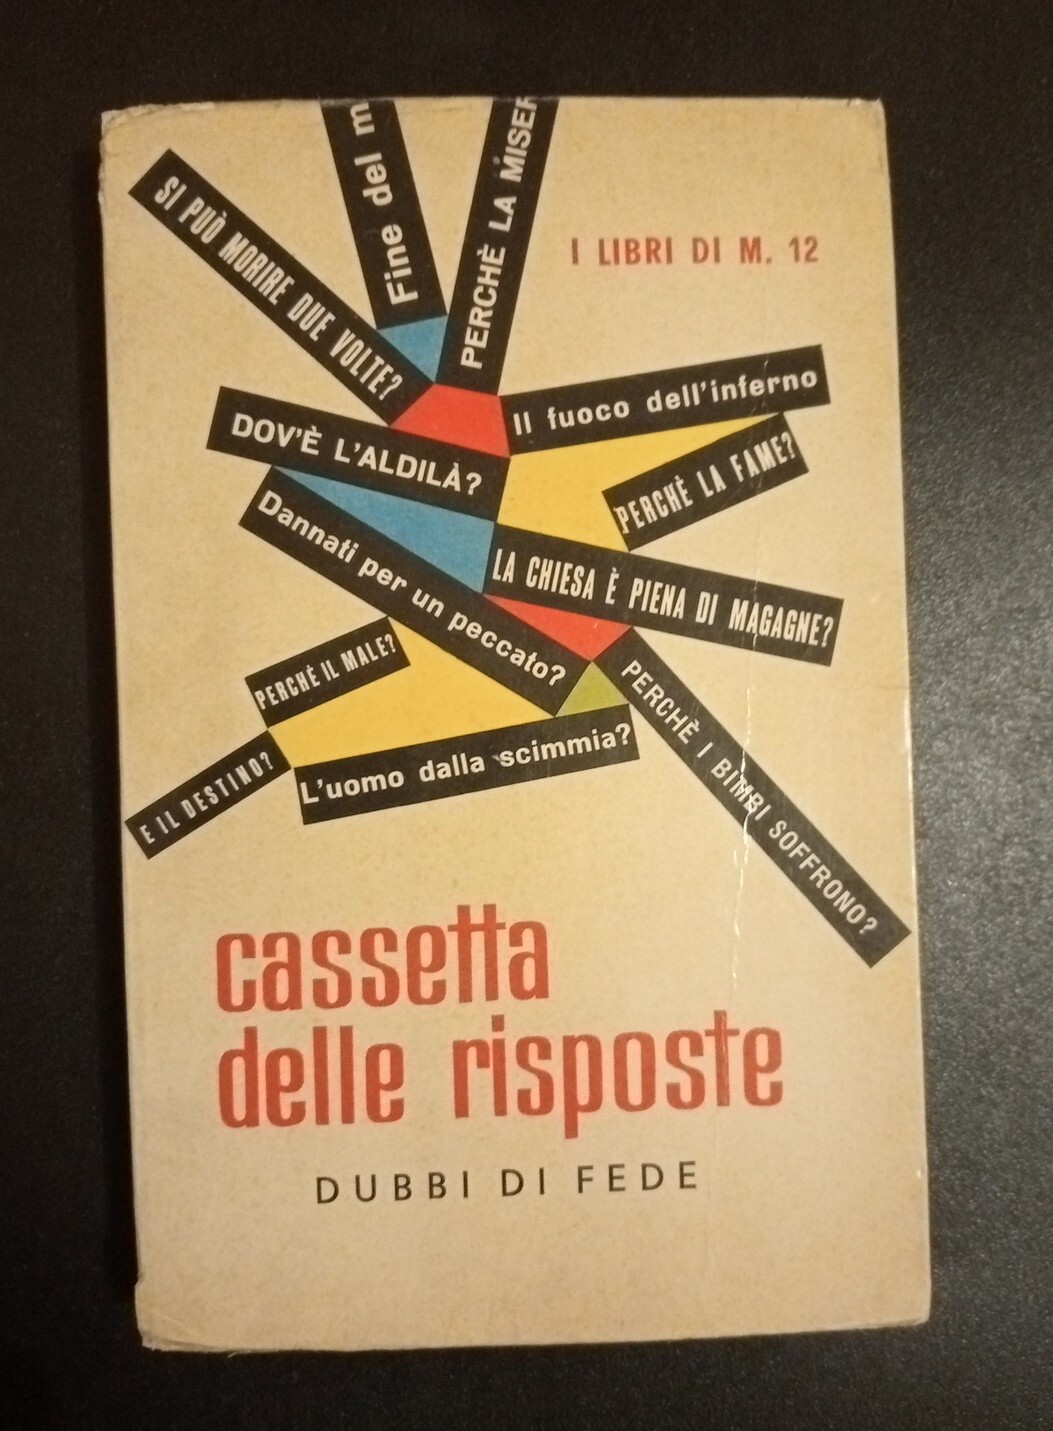 Fine del m
PERCHÈ LA MISER
SI PUÒ MORIRE DUE VOLTE?
I LIBRI DI M. 12
Il fuoco dell'inferno
DOV'È L'ALDILÀ?
PERCHÈ LA FAME?
Dannati per un peccato?
LA CHIESA È PIENA DI MAGAGNE?
PERCHÈ IL MALE?
PERCHÈ I BIMBI SOFFRONO?
L'uomo dalla scimmia?
E IL DESTINO?
cassetta
delle risposte
DUBBI DI FEDE